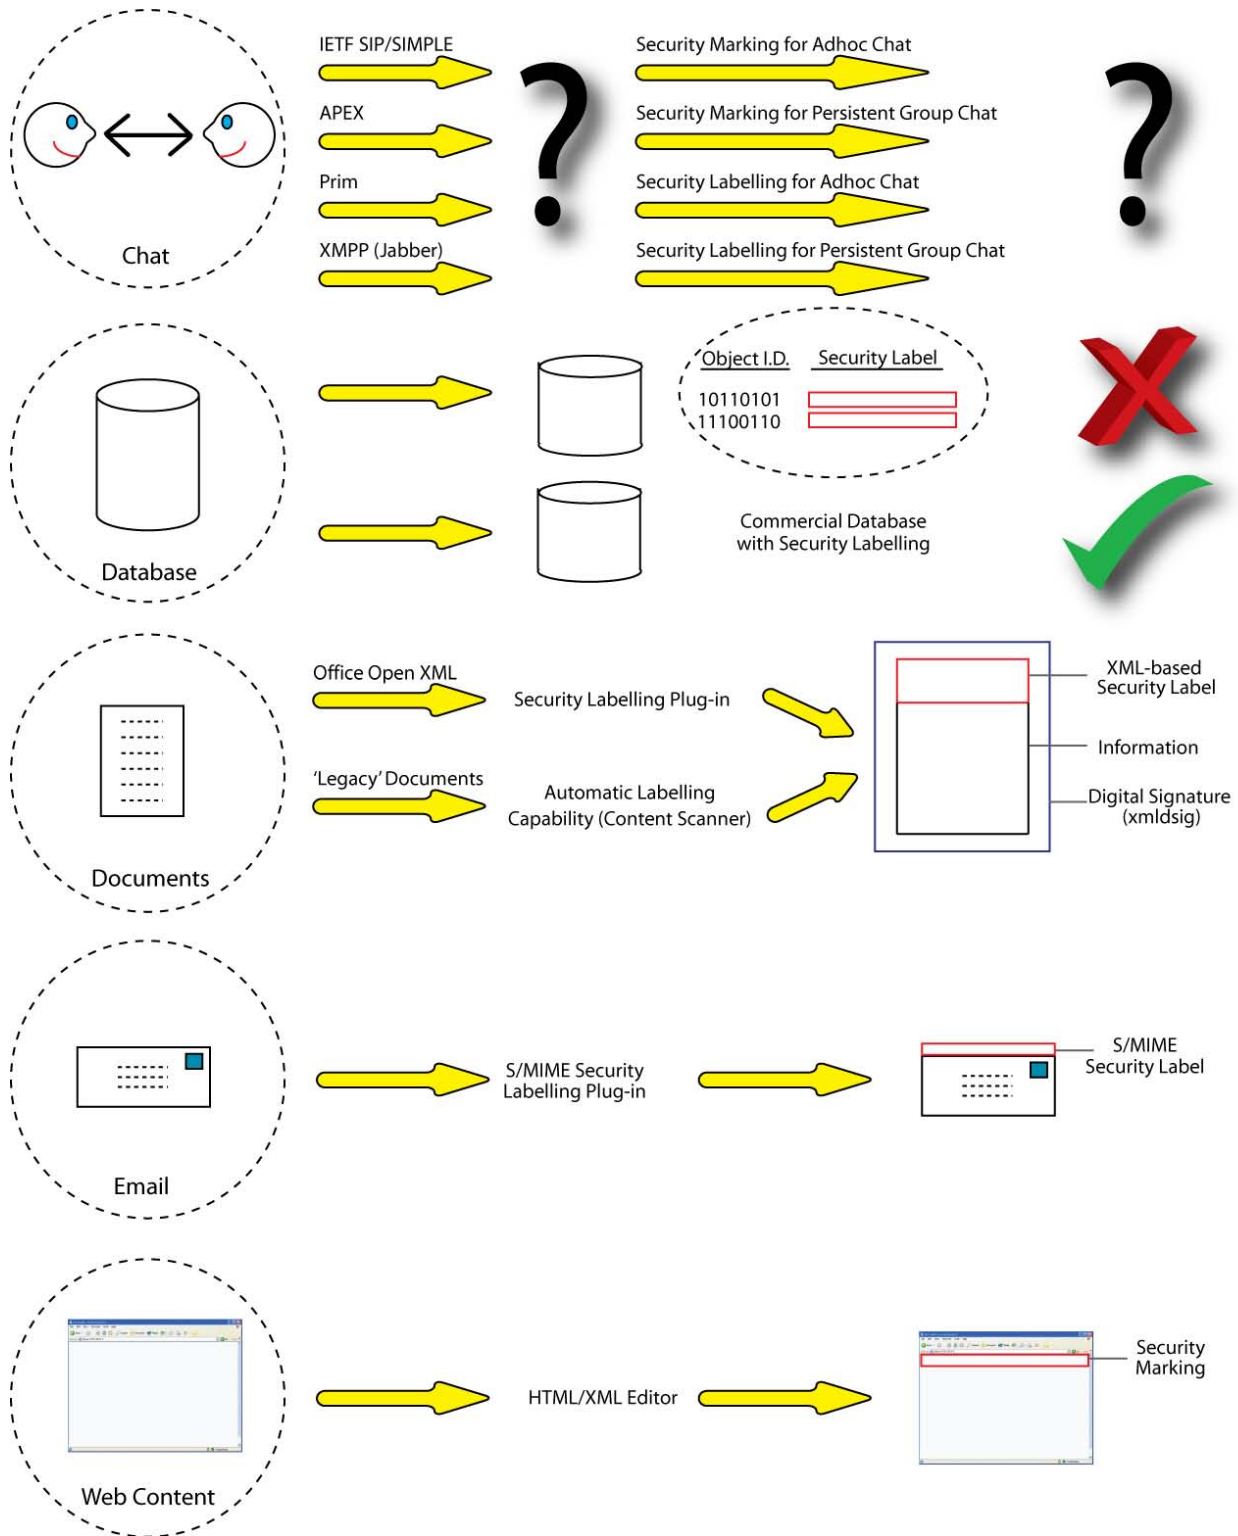 IETF SIP/SIMPLE
Security Marking for Adhoc Chat
APEX
Security Marking for Persistent Group Chat
Prim
Security Labelling for Adhoc Chat
XMPP (Jabber)
Security Labelling for Persistent Group Chat
?
?
Chat
Object I.D.
Security Label
10110101
11100110
Commercial Database
with Security Labelling
Database
Office Open XML
Security Labelling Plug-in
'Legacy' Documents
Automatic Labelling
Capability (Content Scanner)
XML-based
Security Label
Information
Digital Signature
(xmldsig)
Documents
S/MIME Security
Labelling Plug-in
S/MIME
Security Label
Email
HTML/XML Editor
Security
Marking
Web Content